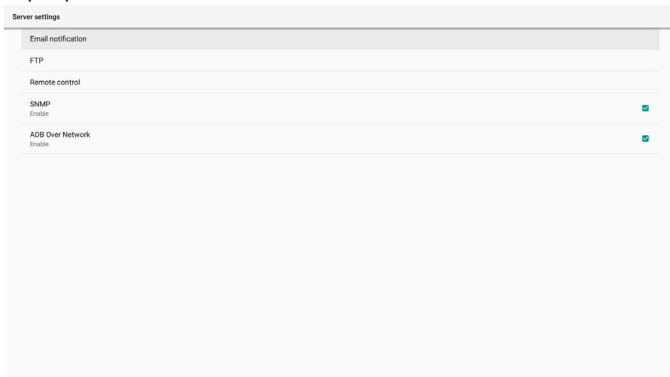 Server settings
Email notification
FTP
Remote control
SNMP
Enable
ADB Over Network
Enable